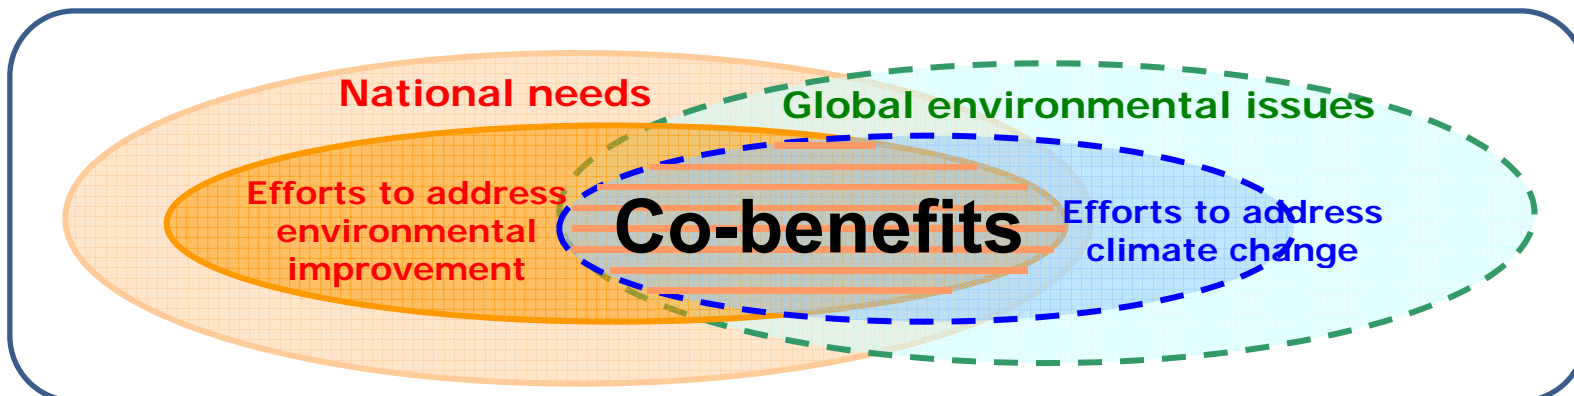 National needs
Global environmental issues
Efforts to address
environmental
improvement
Co-benefits
Efforts to address
climate change